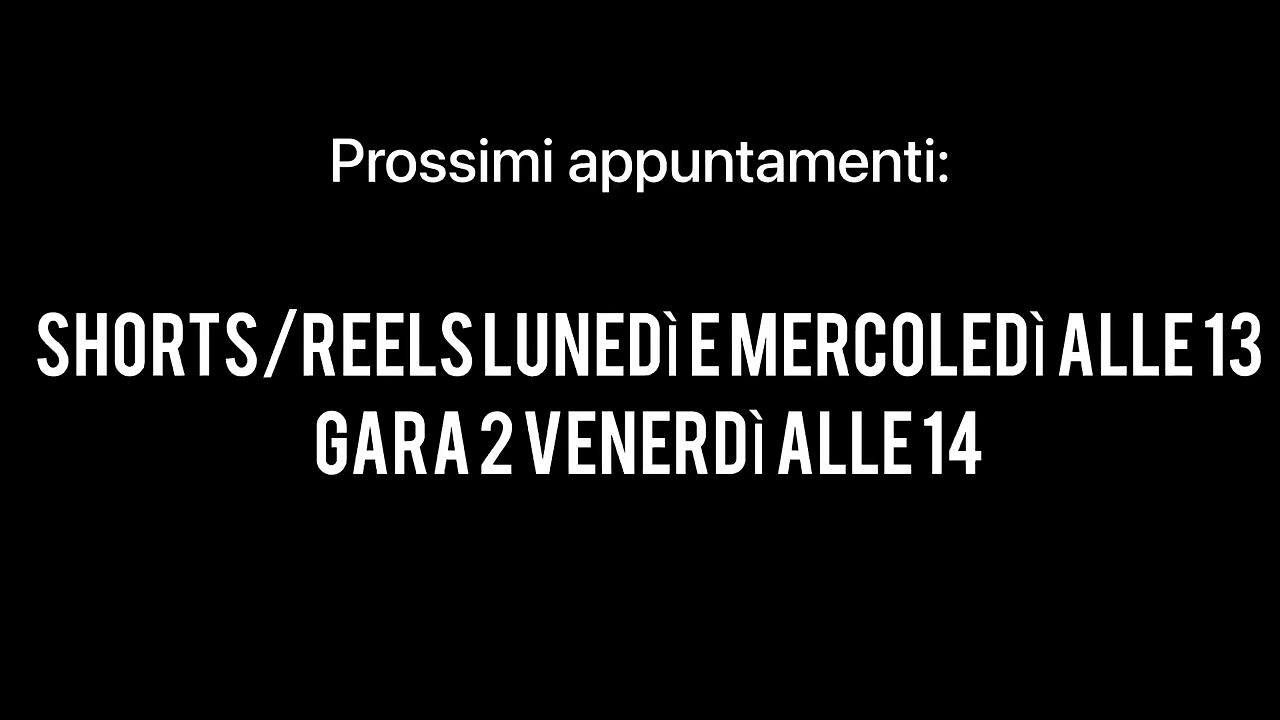 Prossimi appuntamenti:
SHORTS/REELS LUNEDì E MERCOLEDì ALLE 13
GARA 2 VENERDì ALLE 14